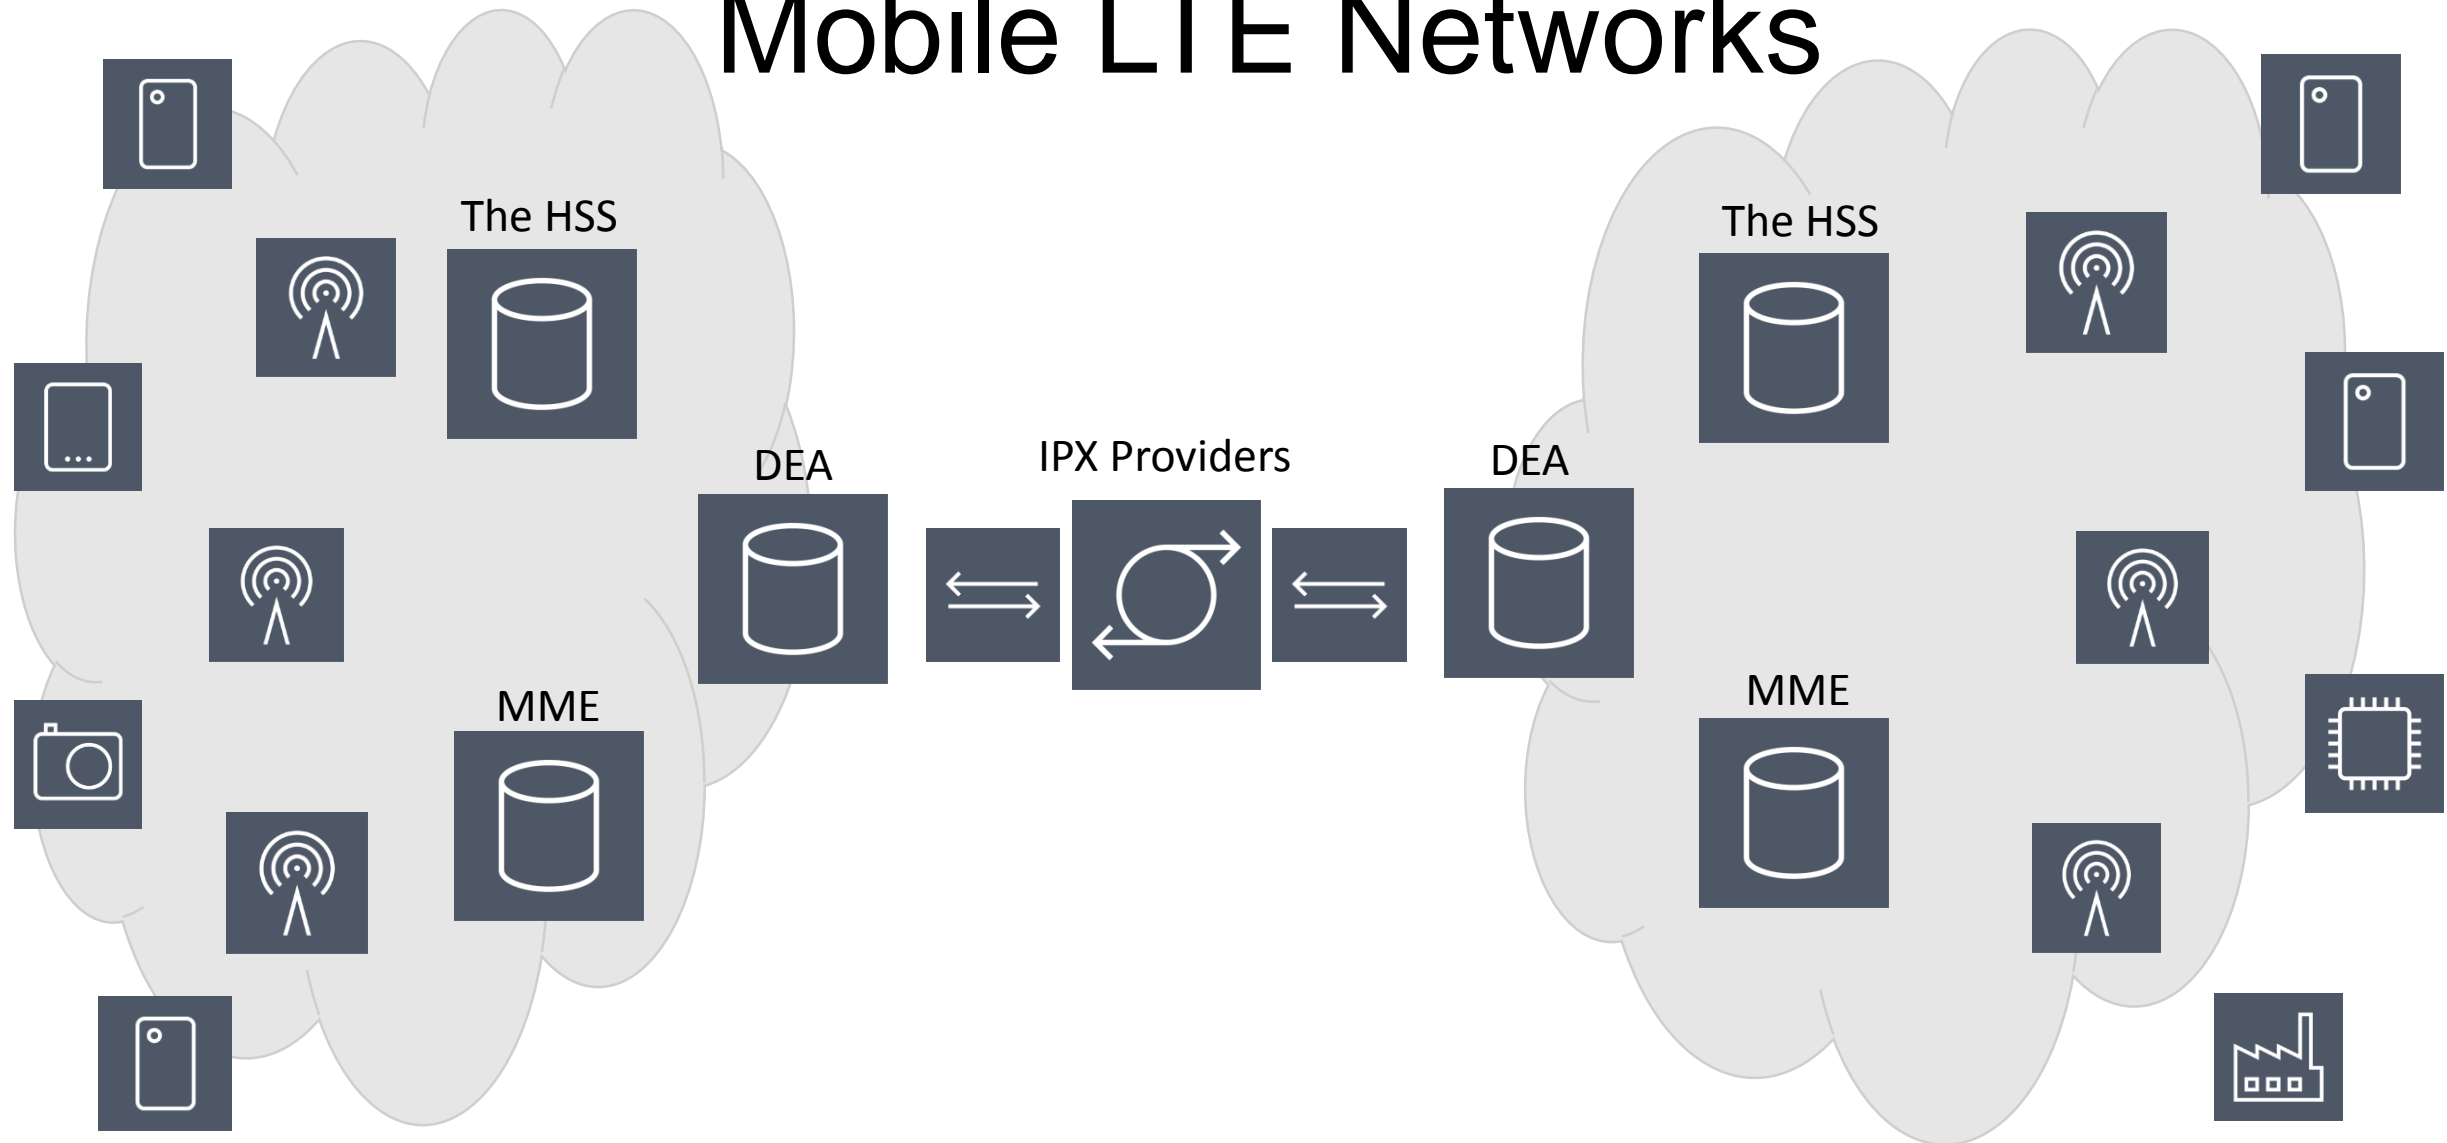 Mobile LTE Networks
The HSS
The HSS
DEA
IPX Providers
DEA
MME
MME